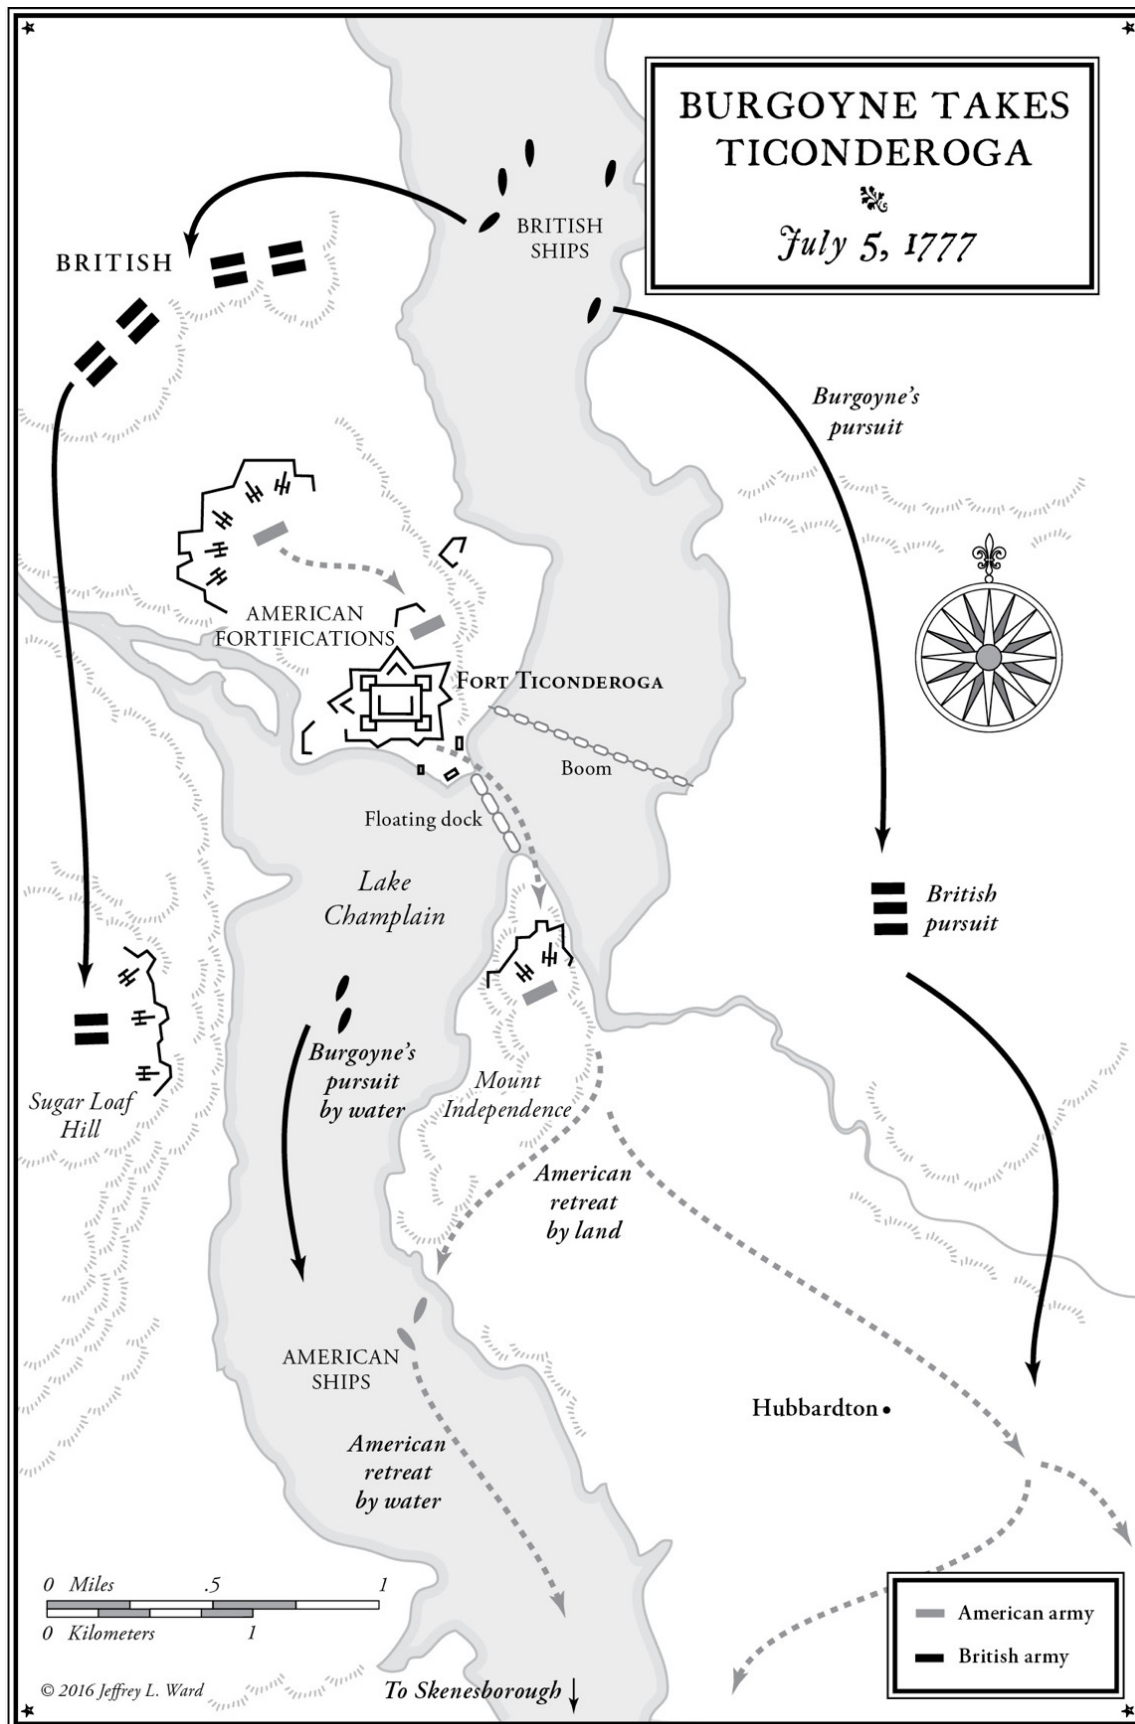 BURGOYNE TAKES
TICONDEROGA
July 5, 1777
BRITISH
SHIPS
BRITISH
Burgoyne's
pursuit
AMERICAN
FORTIFICATIONS
FORT TICONDEROGA
Boom
Floating dock
Lake
Champlain
British
pursuit
Burgoyne's
pursuit
by water
Mount
Independence
Sugar Loaf
Hill
American
retreat
by land
AMERICAN
SHIPS
Hubbardton
American
retreat
by water
0 Miles .5 1
0 Kilometers 1
American army
British army
© 2016 Jeffrey L. Ward
To Skenesborough